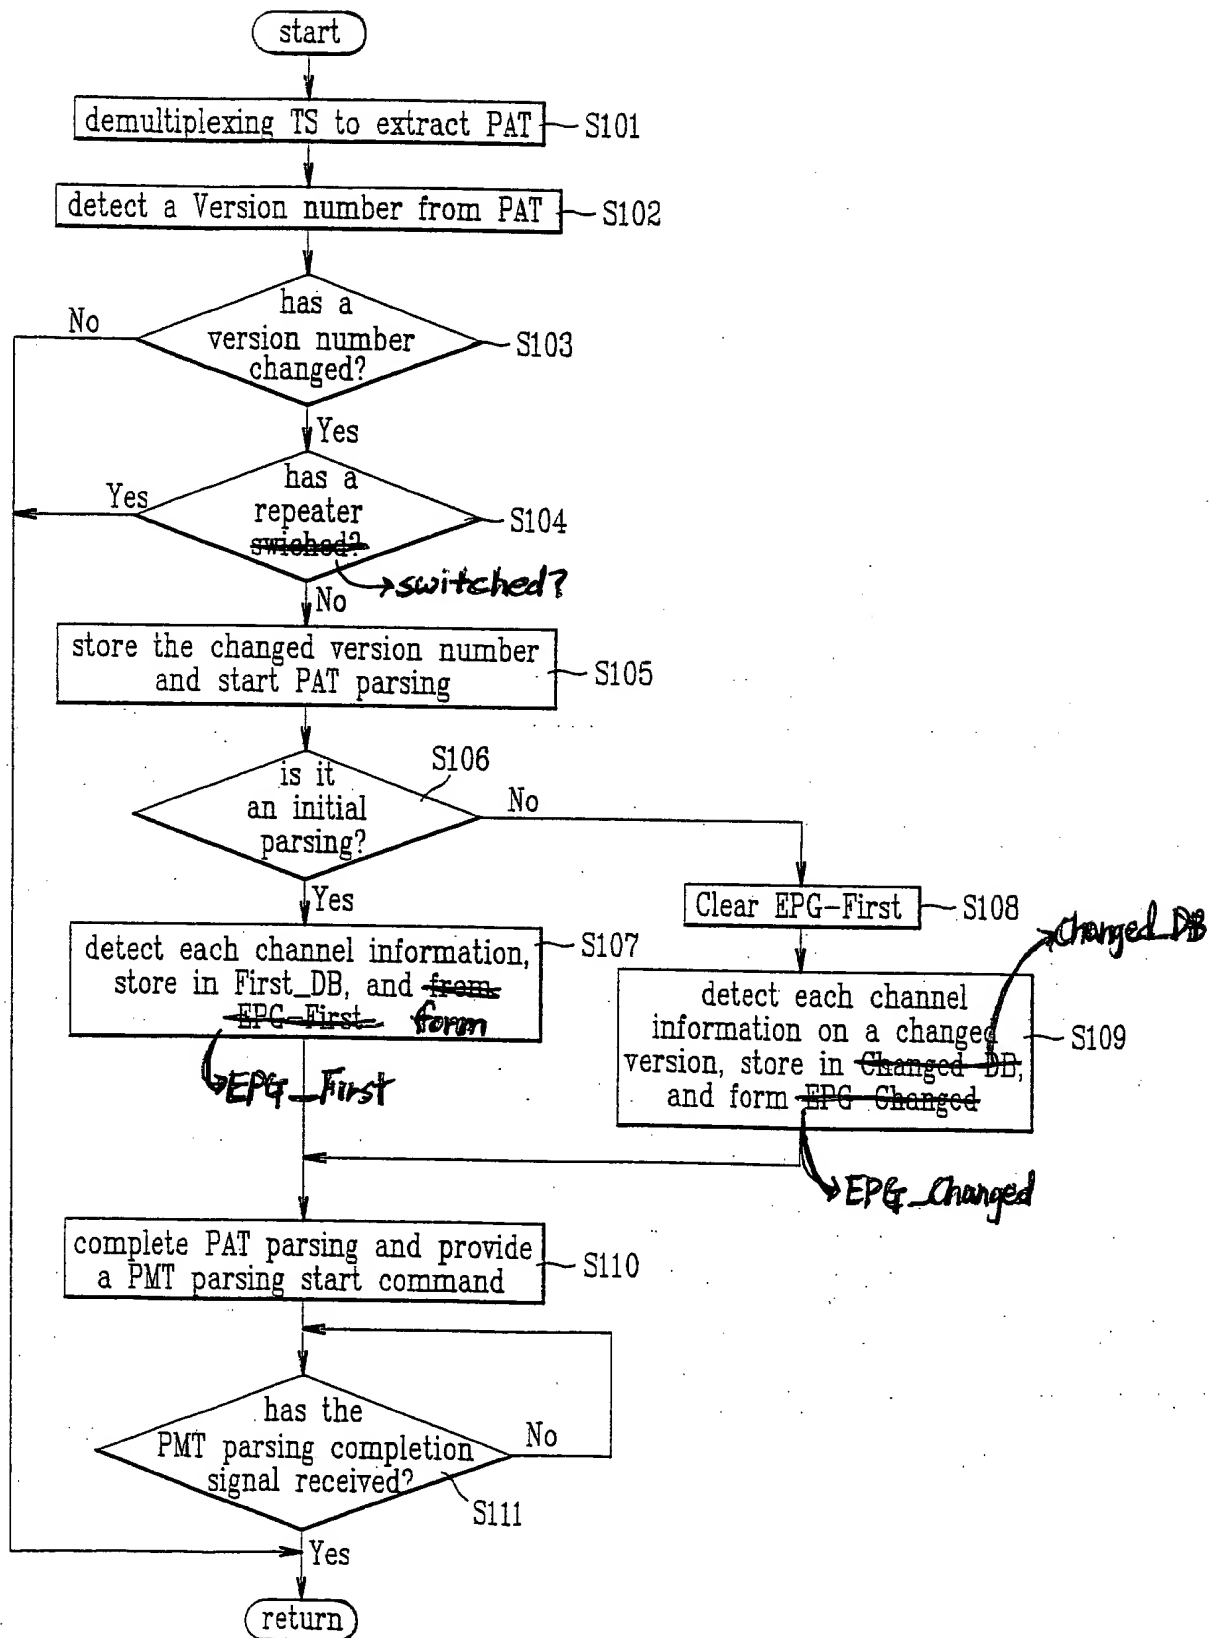 start
demultiplexing TS to extract PAT
S101
detect a Version number from PAT
S102
has a
version number
changed?
S103
No
Yes
has a
repeater
swiched?
switched?
S104
Yes
No
store the changed version number
and start PAT parsing
S105
is it
an initial
parsing?
S106
No
Yes
detect each channel information,
store in First_DB, and from
EPG-First form
S107
EPG_First
Clear EPG-First
S108
Changed_DB
detect each channel
information on a changed
version, store in Changed DB,
and form EPG Changed
S109
EPG_Changed
complete PAT parsing and provide
a PMT parsing start command
S110
has the
PMT parsing completion
signal received?
S111
No
Yes
return